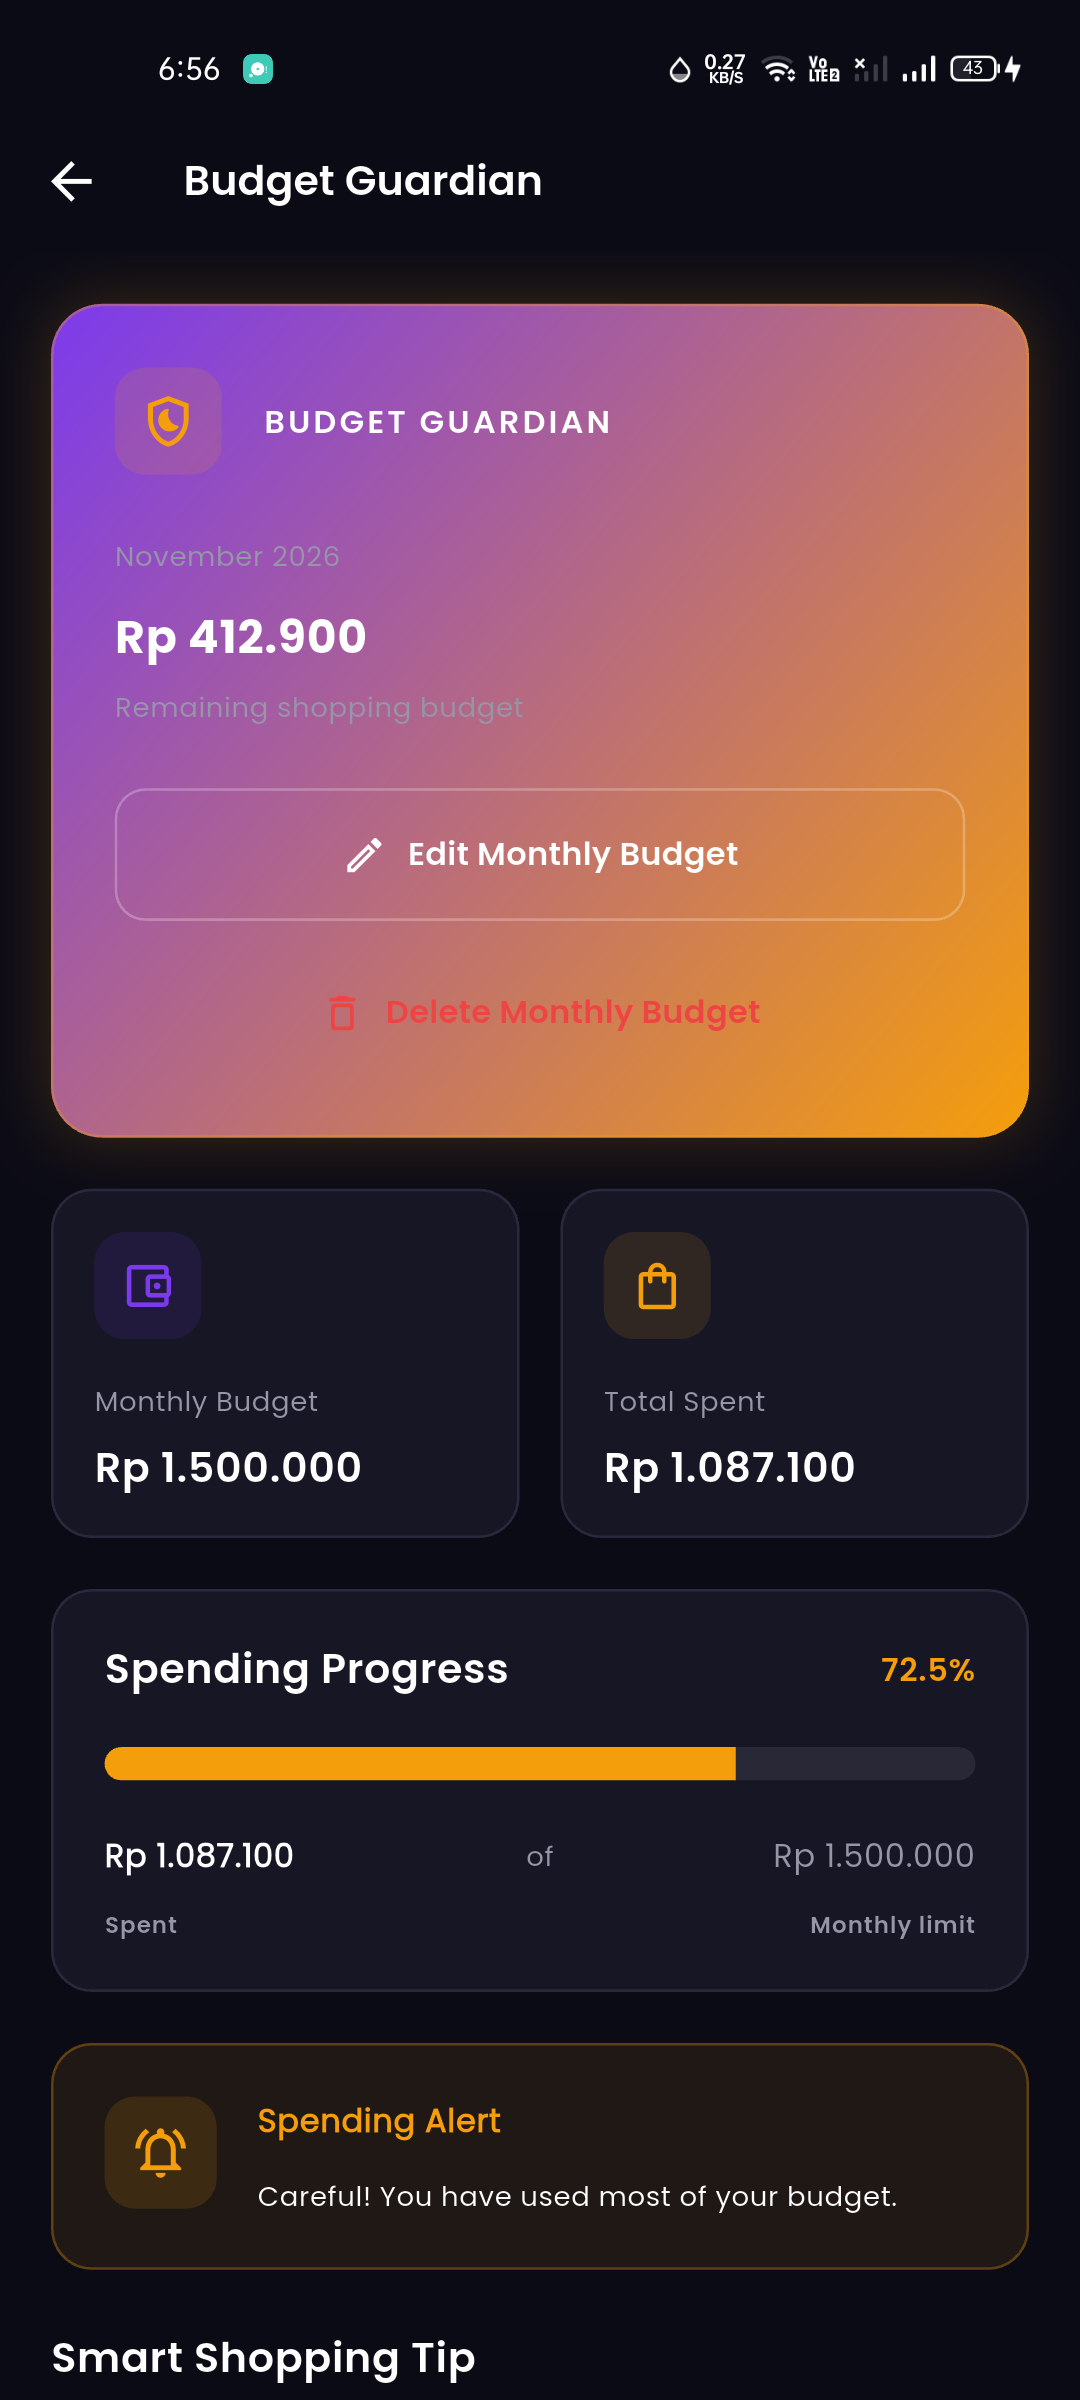 6:56
0.27
KB/S
Vo
LTE2
43
Budget Guardian
BUDGET GUARDIAN
November 2026
Rp 412.900
Remaining shopping budget
Edit Monthly Budget
Delete Monthly Budget
Monthly Budget
Rp 1.500.000
Total Spent
Rp 1.087.100
Spending Progress
72.5%
Rp 1.087.100
of
Rp 1.500.000
Spent
Monthly limit
Spending Alert
Careful! You have used most of your budget.
Smart Shopping Tip